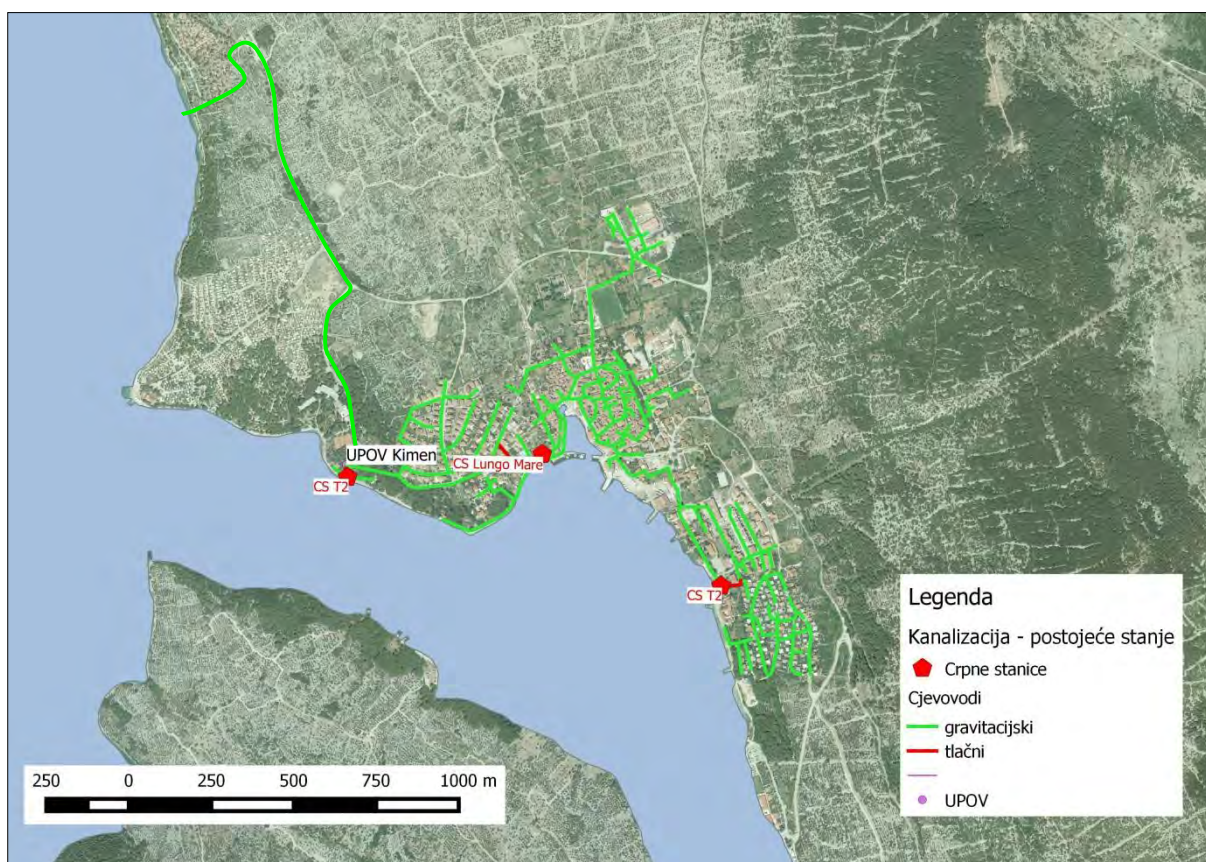 UPOV Kimen
CS Lungo Mare
CS T2
CS T2
Legenda
Kanalizacija - postojeće stanje
Crpne stanice
Cjevovodi
gravitacijski
tlačni
UPOV
250 0 250 500 750 1000 m